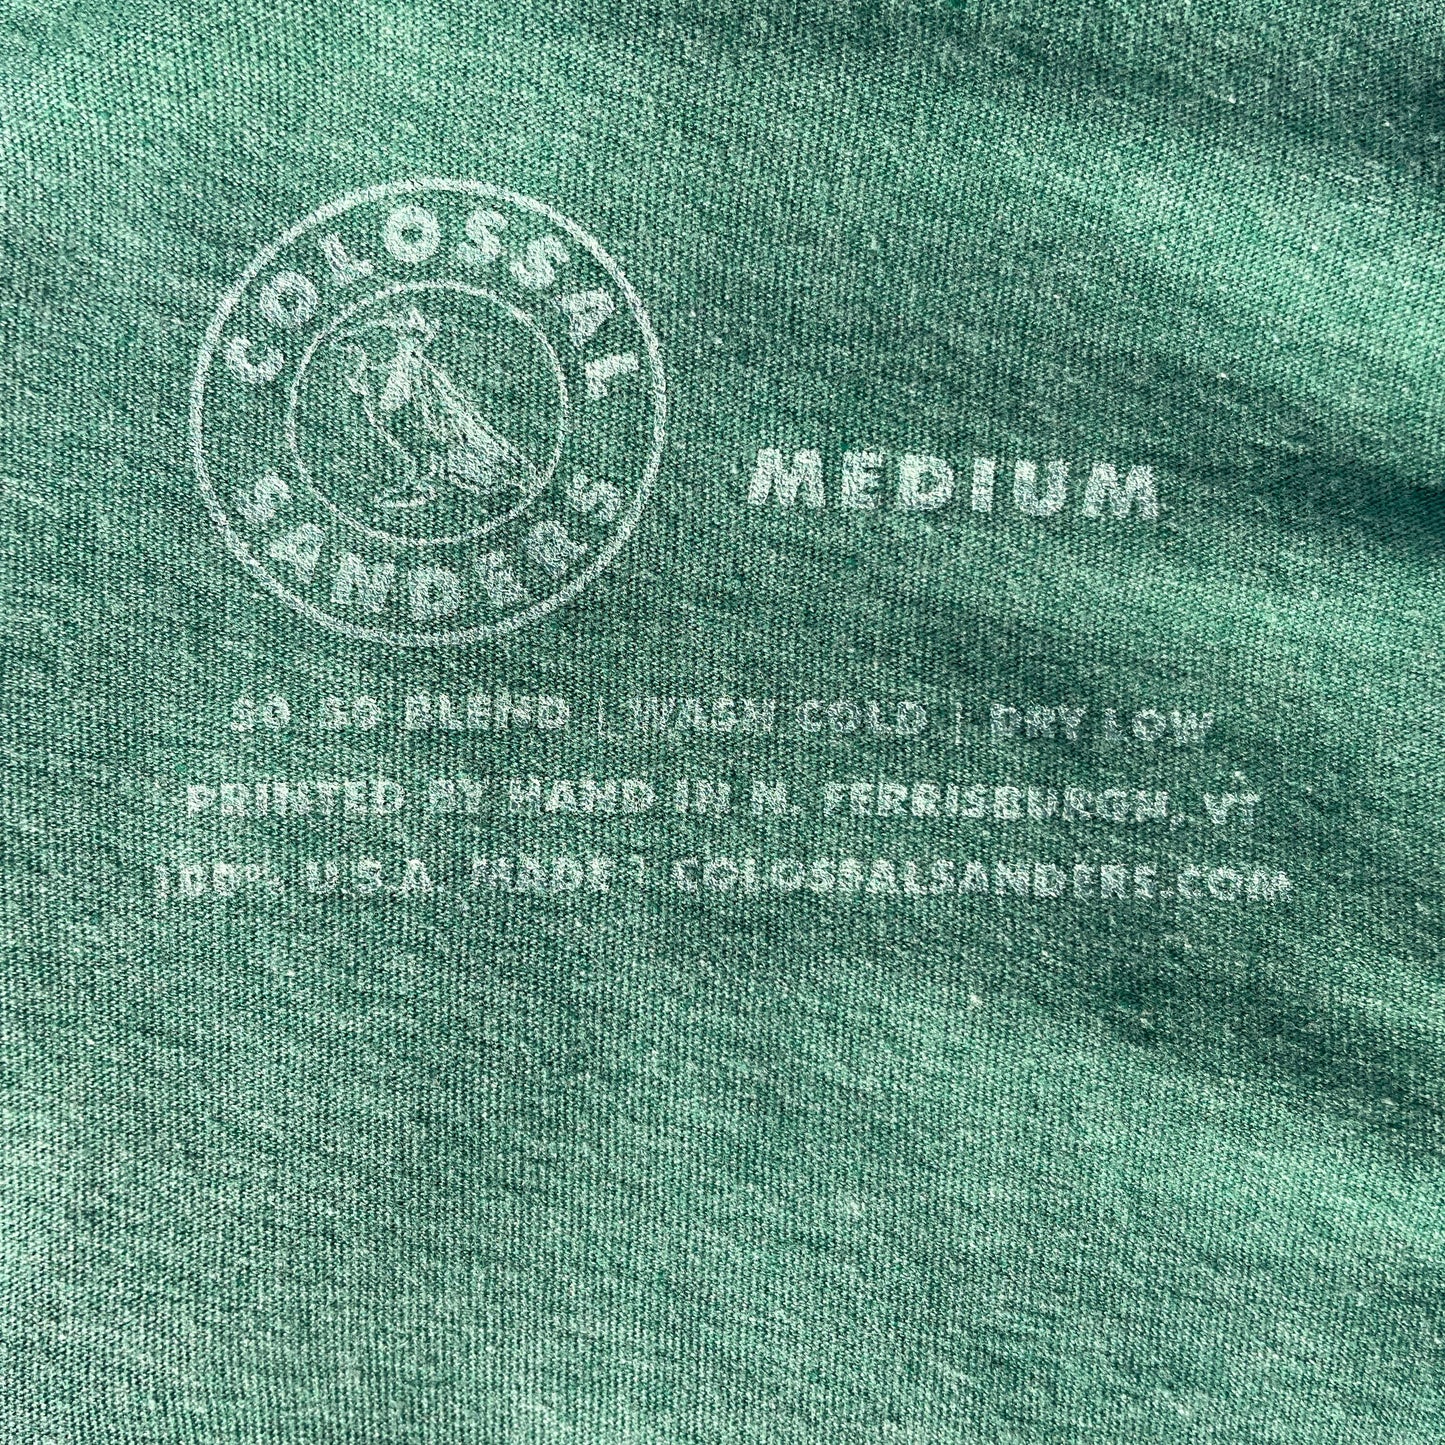 COLOSSAL
SANDERS
MEDIUM
50/50 BLEND | WASH COLD | DRY LOW
PRINTED BY HAND IN N. FERRISBURGH, VT
100% U.S.A. MADE | COLOSSALSANDERS.COM